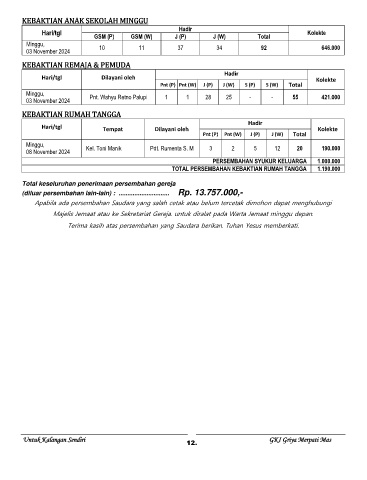 KEBAKTIAN ANAK SEKOLAH MINGGU
Hari/tgl Hadir Kolekte
GSM (P) GSM (W) J (P) J (W) Total
Minggu, 03 November 2024 10 11 37 34 92 646.000
KEBAKTIAN REMAJA & PEMUDA
Hari/tgl Dilayani oleh Hadir Kolekte
Pnt (P) Pnt (W) J (P) J (W) S (P) S (W) Total
Minggu, 03 November 2024 Pnt. Wahyu Retno Palupi 1 1 28 25 - - 55 421.000
KEBAKTIAN RUMAH TANGGA
Hari/tgl Tempat Dilayani oleh Hadir Kolekte
Pnt (P) Pnt (W) J (P) J (W) Total
Minggu, 08 November 2024 Kel. Toni Manik Pdt. Rumenta S. M 3 2 5 12 20 190.000
PERSEMBAHAN SYUKUR KELUARGA 1.000.000
TOTAL PERSEMBAHAN KEBAKTIAN RUMAH TANGGA 1.190.000
Total keseluruhan penerimaan persembahan gereja
(diluar persembahan lain-lain) : ............................ Rp. 13.757.000,-
Apabila ada persembahan Saudara yang salah cetak atau belum tercetak dimohon dapat menghubungi
Majelis Jemaat atau ke Sekretariat Gereja, untuk diralat pada Warta Jemaat minggu depan.
Terima kasih atas persembahan yang Saudara berikan. Tuhan Yesus memberkati.
Untuk Kalangan Sendiri 12. GKJ Griya Merpati Mas